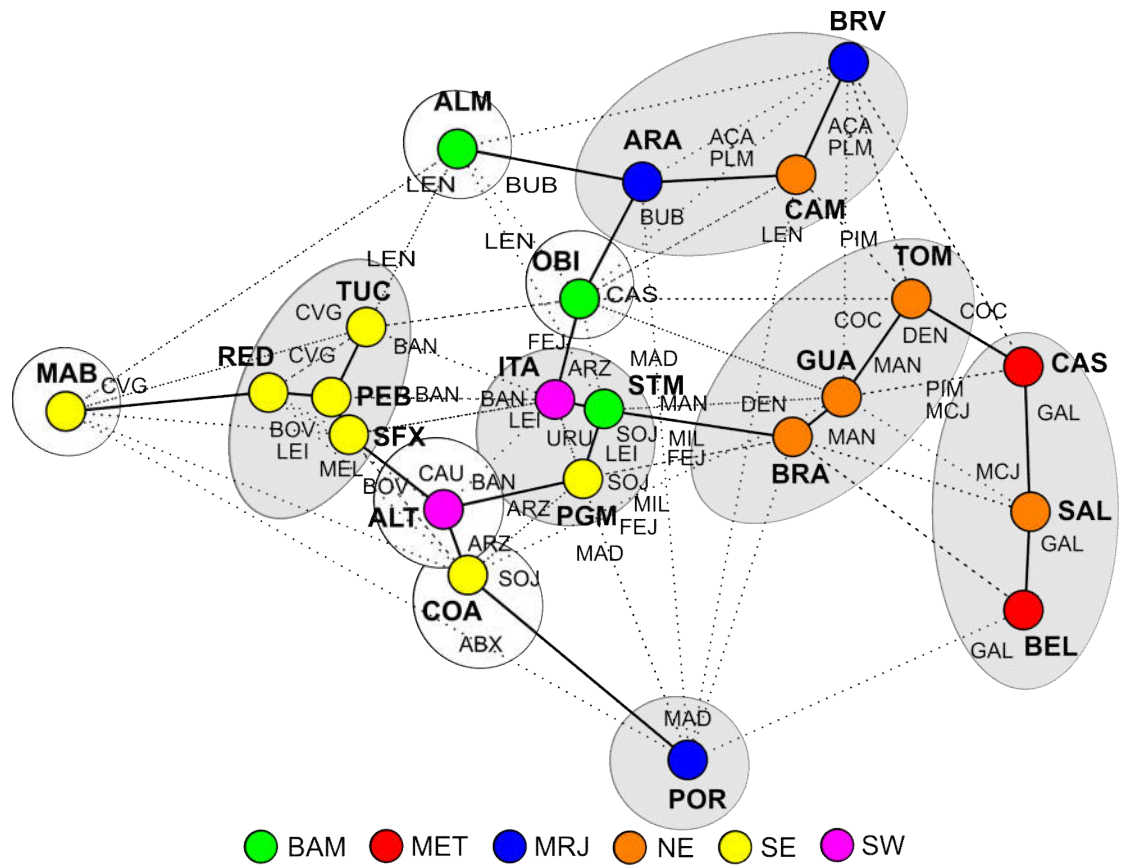 BRV
ALM
ARA
AÇA
PLM
AÇA
PLM
LEN
BUB
BUB
CAM
LEN
PIM
LEN
LEN
OBI
CAS
TOM
TUC
CVG
COC
DEN
COC
BAN
FEJ
MAD
RED
CVG
ITA
ARZ
STM
GUA
MAN
CAS
MAB
CVG
PEB
BAN
BAN
LEI
MAN
DEN
PIM
MCJ
GAL
BOV
LEI
SFX
URU
SOJ
LEI
MIL
FEJ
MAN
MEL
BOV
CAU
BAN
SOJ
BRA
MCJ
ALT
ARZ
PGM
MIL
FEJ
SAL
ARZ
MAD
GAL
SOJ
COA
ABX
GAL
BEL
MAD
POR
BAM MET MRJ NE SE SW